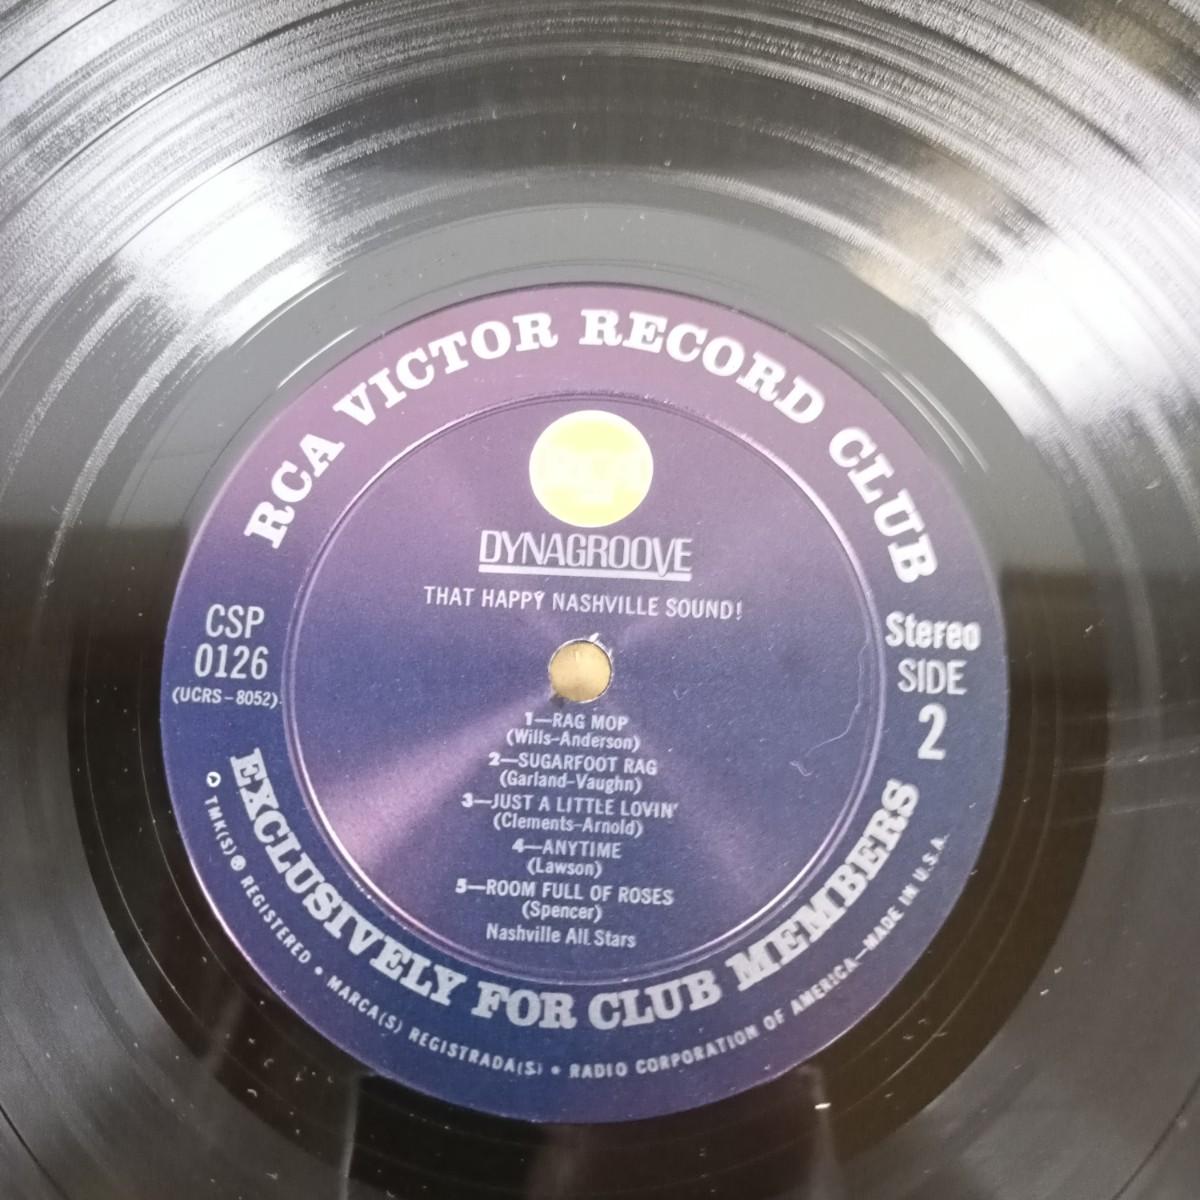 RCA VICTOR RECORD CLUB
DYNAGROOVE
THAT HAPPY NASHVILLE SOUND!
CSP
0126
(UCRS-8052)
Stereo
SIDE
2
1—RAG MOP
(Wills-Anderson)
2—SUGARFOOT RAG
(Garland-Vaughn)
3—JUST A LITTLE LOVIN'
(Clements-Arnold)
4—ANYTIME
(Lawson)
5—ROOM FULL OF ROSES
(Spencer)
Nashville All Stars
EXCLUSIVELY FOR CLUB MEMBERS
TMK(S) ® REGISTERED • MARCA(S) REGISTRADA(S) • RADIO CORPORATION OF AMERICA—MADE IN U.S.A.